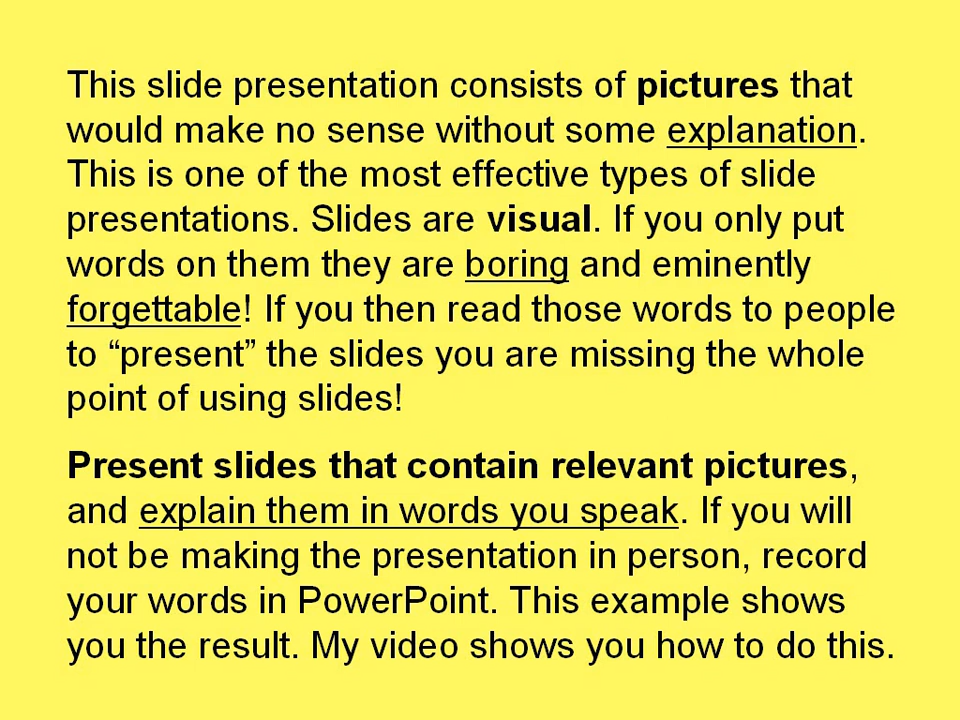 This slide presentation consists of pictures that
would make no sense without some explanation.
This is one of the most effective types of slide
presentations. Slides are visual. If you only put
words on them they are boring and eminently
forgettable! If you then read those words to people
to “present” the slides you are missing the whole
point of using slides!
Present slides that contain relevant pictures,
and explain them in words you speak. If you will
not be making the presentation in person, record
your words in PowerPoint. This example shows
you the result. My video shows you how to do this.